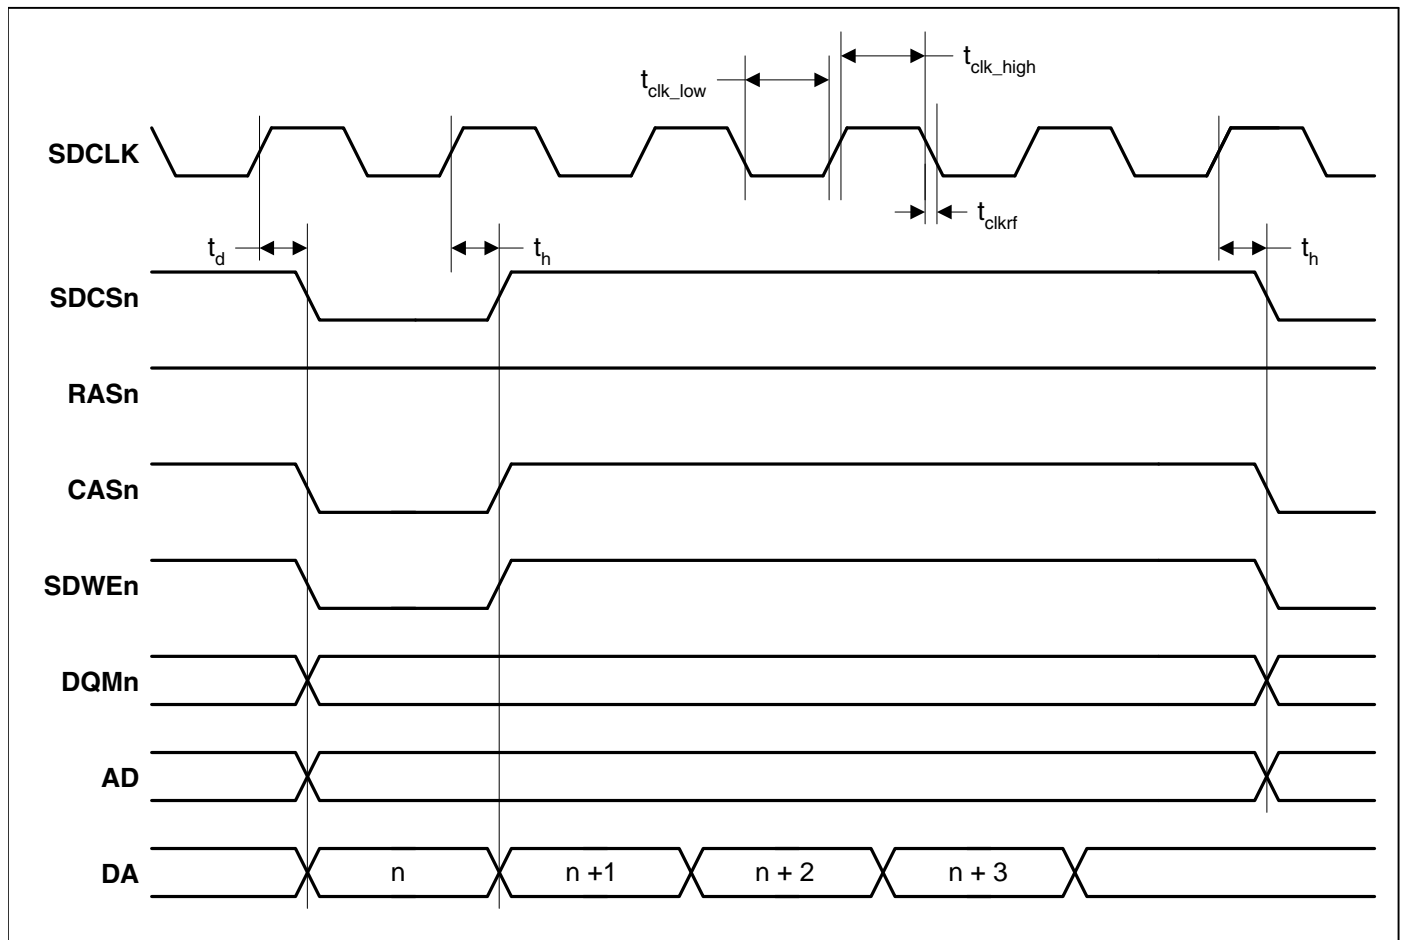 t_clk_high
t_clk_low
SDCLK
t_clkrf
t_d
t_h
t_h
SDCSn
RASn
CASn
SDWEn
DQMn
AD
DA
n
n +1
n + 2
n + 3